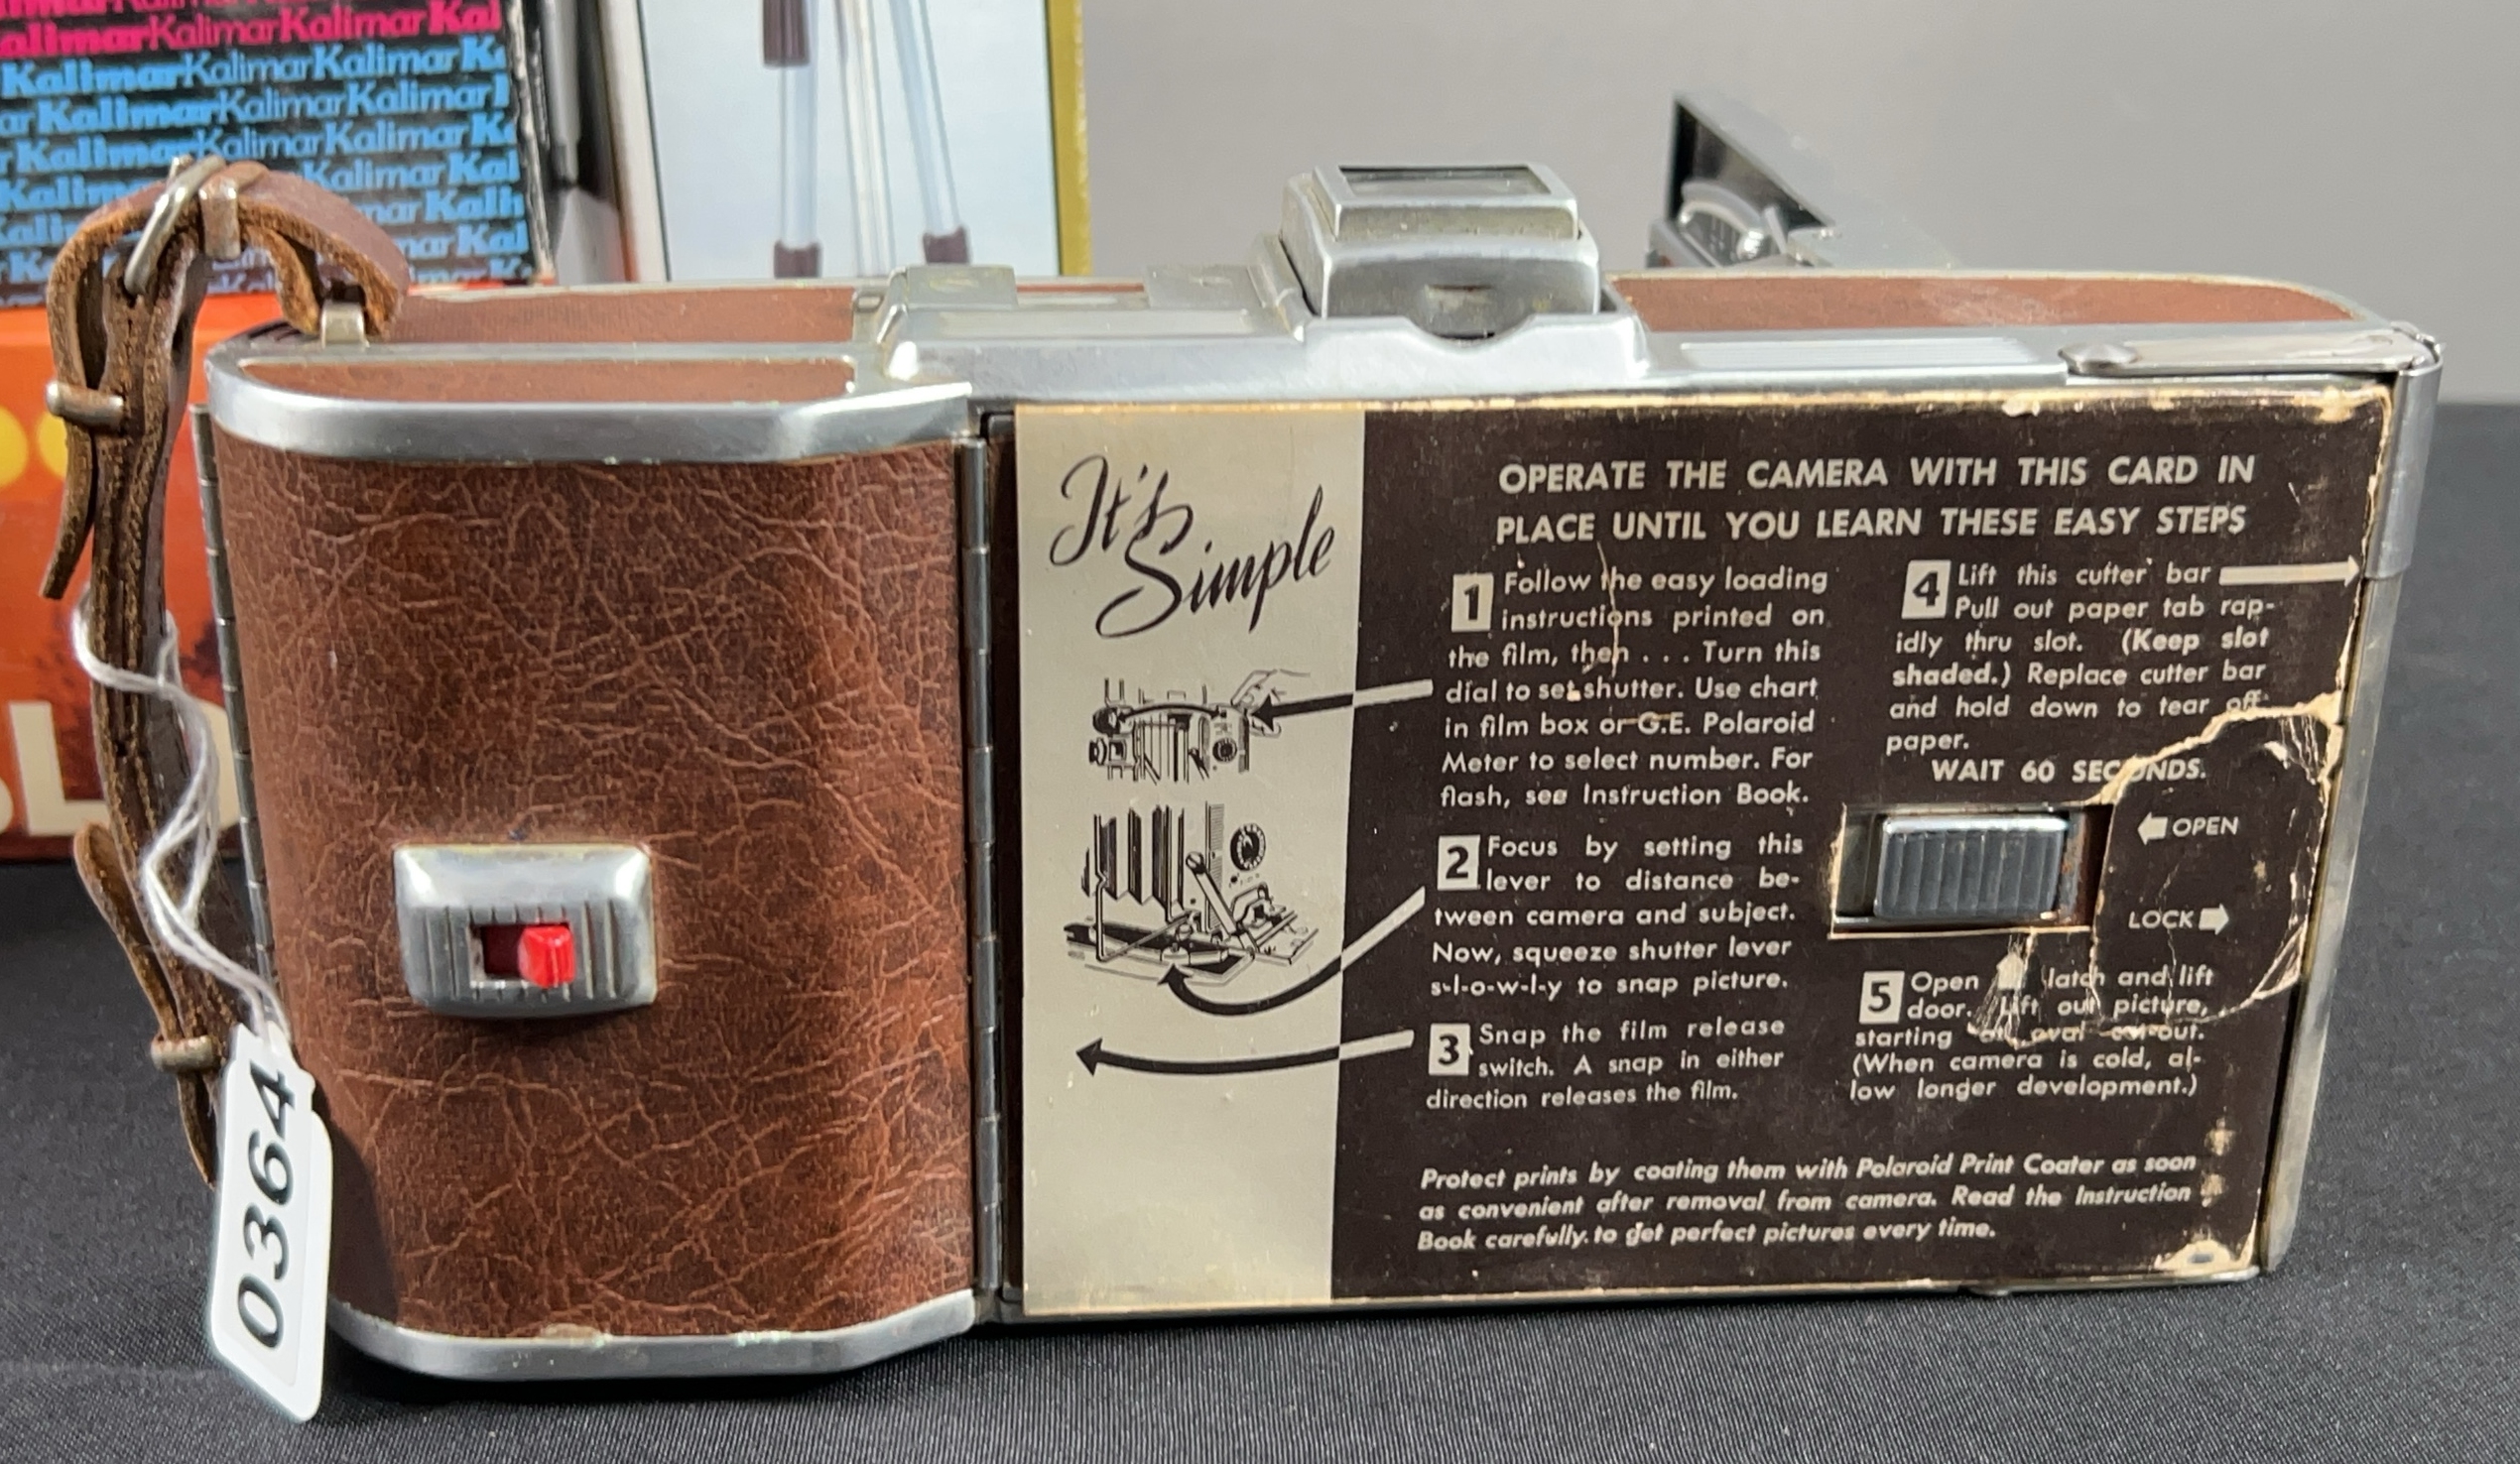 KalimarKalimarKalimarKal
KalimarKalimarKalimarKa
KalimarKalimarKalimar
KalimarKalimar
Kalimar
It's
Simple
OPERATE THE CAMERA WITH THIS CARD IN
PLACE UNTIL YOU LEARN THESE EASY STEPS
1 Follow the easy loading
instructions printed on
the film, then . . . Turn this
dial to set shutter. Use chart
in film box or G.E. Polaroid
Meter to select number. For
flash, see Instruction Book.
2 Focus by setting this
lever to distance be-
tween camera and subject.
Now, squeeze shutter lever
s-l-o-w-l-y to snap picture.
3 Snap the film release
switch. A snap in either
direction releases the film.
4 Lift this cutter bar
Pull out paper tab rap-
idly thru slot. (Keep slot
shaded.) Replace cutter bar
and hold down to tear off
paper.
WAIT 60 SECONDS.
OPEN
LOCK
5 Open latch and lift
door. Lift out picture,
starting at oval cut-out.
(When camera is cold, al-
low longer development.)
Protect prints by coating them with Polaroid Print Coater as soon
as convenient after removal from camera. Read the Instruction
Book carefully to get perfect pictures every time.
0364